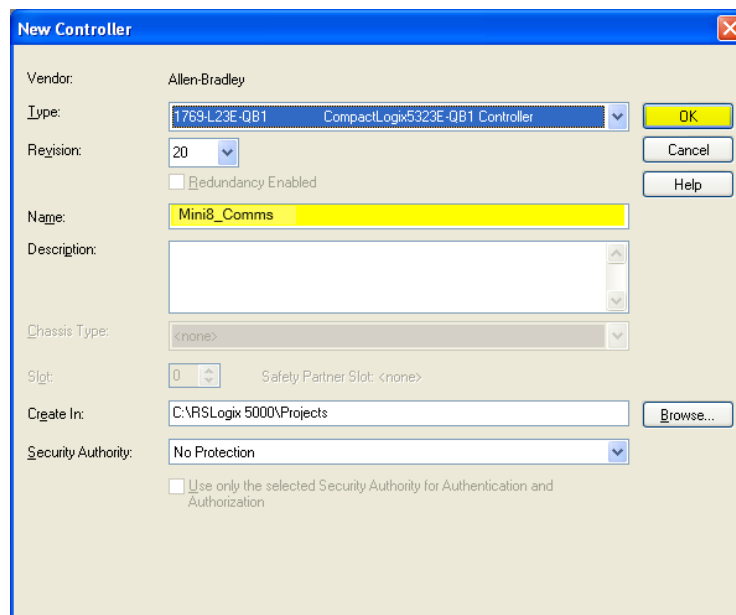 New Controller
Vendor: Allen-Bradley
Type: 1769-L23E-QB1 CompactLogix5323E-QB1 Controller OK
Revision: 20 Cancel
Redundancy Enabled Help
Name: Mini8_Comms
Description:
Chassis Type: <none>
Slot: 0 Safety Partner Slot: <none>
Create In: C:\RSLogix 5000\Projects Browse...
Security Authority: No Protection
Use only the selected Security Authority for Authentication and
Authorization